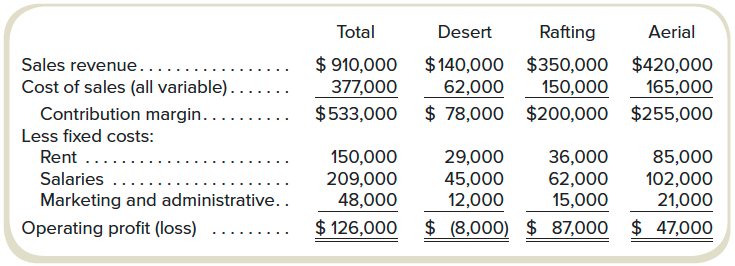 Total Desert Rafting Aerial
Sales revenue. . . . . . . . . . . . . . . . . $ 910,000 $140,000 $350,000 $420,000
Cost of sales (all variable). . . . . . . 377,000 62,000 150,000 165,000
Contribution margin. . . . . . . . . . $533,000 $ 78,000 $200,000 $255,000
Less fixed costs:
Rent . . . . . . . . . . . . . . . . . . . . . . . 150,000 29,000 36,000 85,000
Salaries . . . . . . . . . . . . . . . . . . . . 209,000 45,000 62,000 102,000
Marketing and administrative. . 48,000 12,000 15,000 21,000
Operating profit (loss) . . . . . . . . . $ 126,000 $ (8,000) $ 87,000 $ 47,000